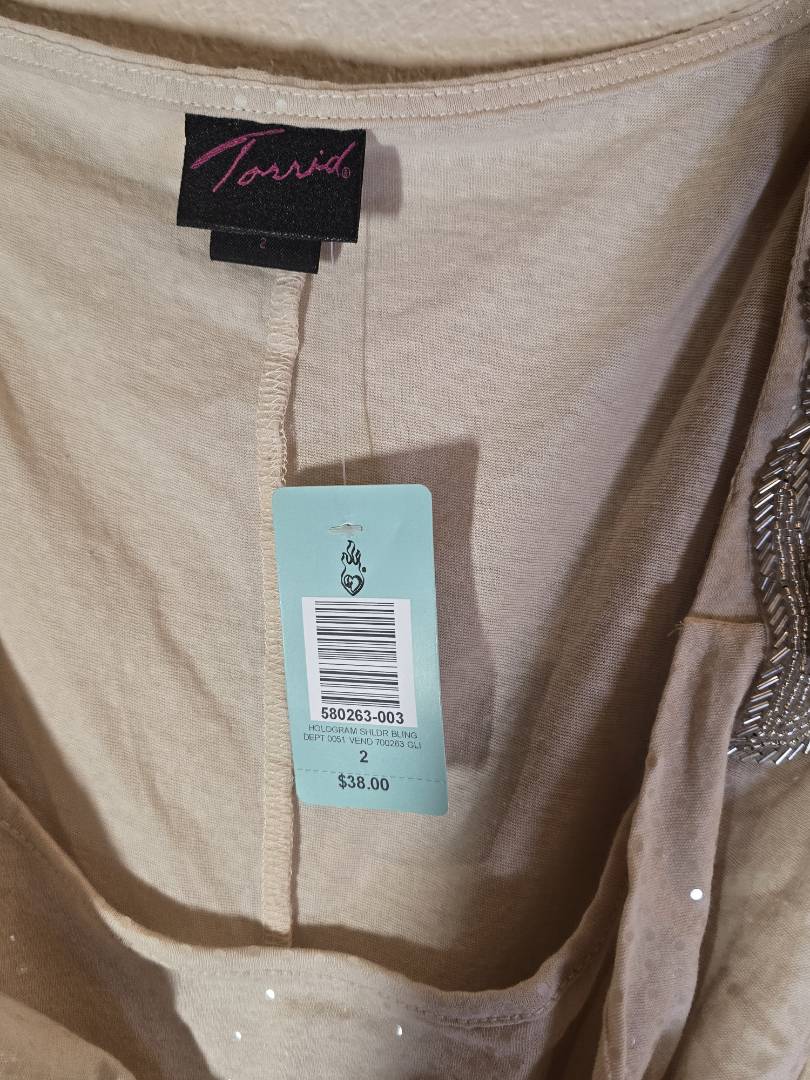 Torrid®
2
580263-003
HOLOGRAM SHLDR BLING
DEPT 0051 VEND 700263 GLI
2
$38.00